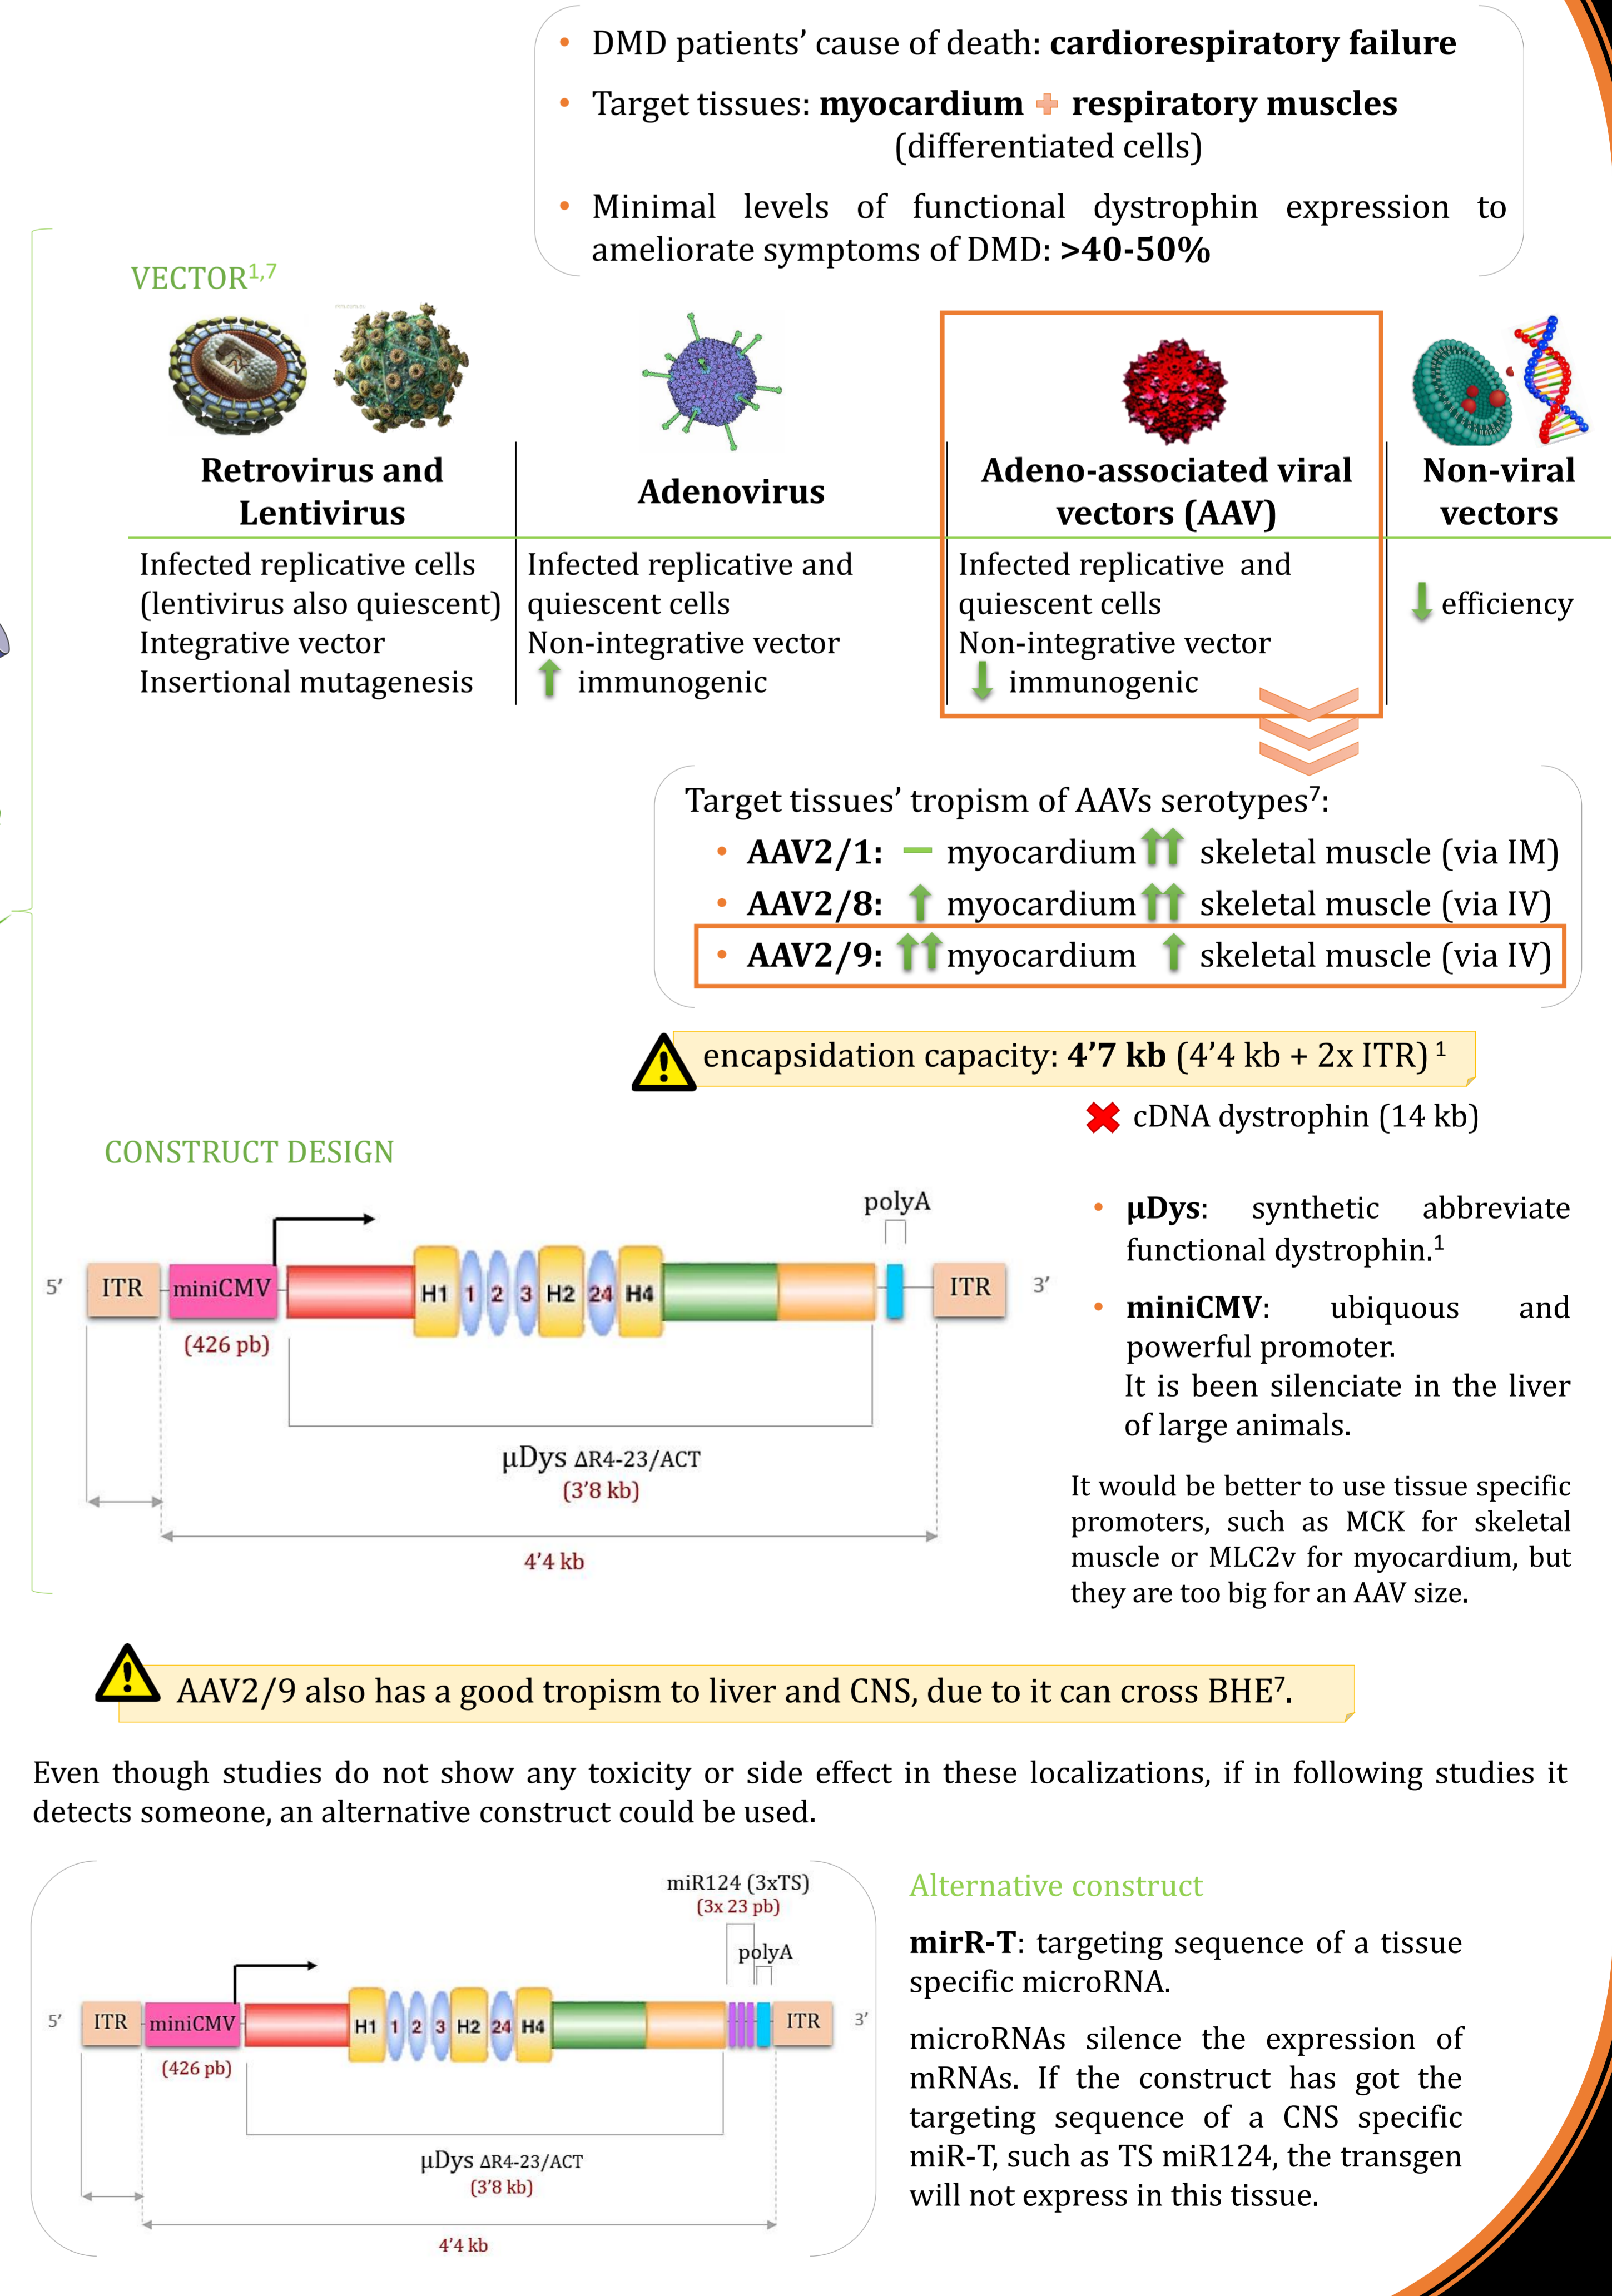 • DMD patients’ cause of death: cardiorespiratory failure
• Target tissues: myocardium + respiratory muscles
(differentiated cells)
• Minimal levels of functional dystrophin expression to
ameliorate symptoms of DMD: >40-50%
VECTOR1,7
Retrovirus and
Lentivirus
Infected replicative cells
(lentivirus also quiescent)
Integrative vector
Insertional mutagenesis
Adenovirus
Infected replicative and
quiescent cells
Non-integrative vector
↑ immunogenic
Adeno-associated viral
vectors (AAV)
Infected replicative and
quiescent cells
Non-integrative vector
↓ immunogenic
Non-viral
vectors
↓ efficiency
Target tissues’ tropism of AAVs serotypes7:
• AAV2/1: – myocardium ↑↑ skeletal muscle (via IM)
• AAV2/8: ↑ myocardium ↑↑ skeletal muscle (via IV)
• AAV2/9: ↑↑ myocardium ↑ skeletal muscle (via IV)
encapsidation capacity: 4’7 kb (4’4 kb + 2x ITR) 1
cDNA dystrophin (14 kb)
CONSTRUCT DESIGN
polyA
5’ ITR miniCMV H1 1 2 3 H2 24 H4 ITR 3’
(426 pb)
µDys ΔR4-23/ACT
(3’8 kb)
4’4 kb
• µDys: synthetic abbreviate
functional dystrophin.1
• miniCMV: ubiquous and
powerful promoter.
It is been silenciate in the liver
of large animals.
It would be better to use tissue specific
promoters, such as MCK for skeletal
muscle or MLC2v for myocardium, but
they are too big for an AAV size.
AAV2/9 also has a good tropism to liver and CNS, due to it can cross BHE7.
Even though studies do not show any toxicity or side effect in these localizations, if in following studies it
detects someone, an alternative construct could be used.
miR124 (3xTS)
(3x 23 pb)
polyA
5’ ITR miniCMV H1 1 2 3 H2 24 H4 ITR 3’
(426 pb)
µDys ΔR4-23/ACT
(3’8 kb)
4’4 kb
Alternative construct
mirR-T: targeting sequence of a tissue
specific microRNA.
microRNAs silence the expression of
mRNAs. If the construct has got the
targeting sequence of a CNS specific
miR-T, such as TS miR124, the transgen
will not express in this tissue.